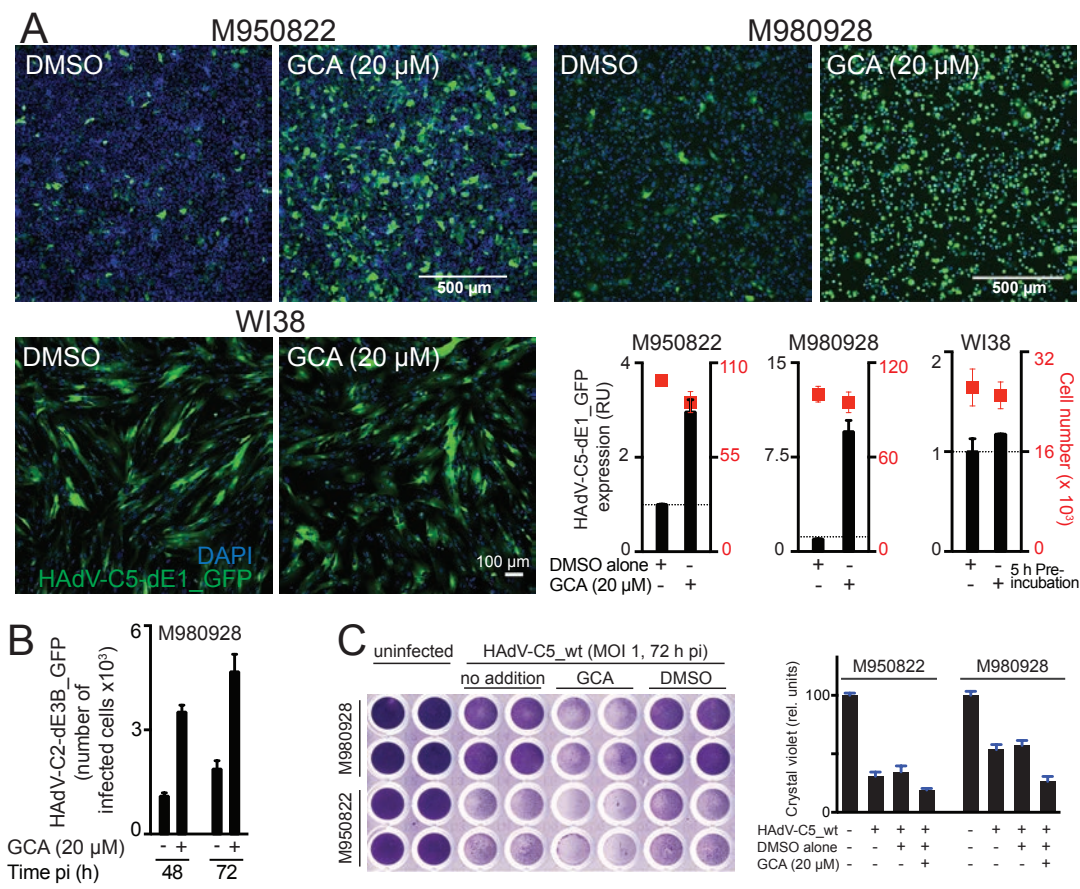 A
M950822
M980928
DMSO
GCA (20 µM)
DMSO
GCA (20 µM)
500 µm
500 µm
WI38
DMSO
GCA (20 µM)
DAPI
HAdV-C5-dE1_GFP
100 µm
HAdV-C5-dE1_GFP
expression (RU)
M950822
4
2
0
110
55
0
M980928
15
7.5
0
120
60
0
WI38
2
1
0
32
16
0
Cell number (x 10³)
DMSO alone + - + - + -
GCA (20 µM) - + - + - +
5 h Pre-
incubation
B
M980928
HAdV-C2-dE3B_GFP
(number of
infected cells x10³)
6
3
0
GCA (20 µM) - + - +
Time pi (h) 48 72
C
uninfected
HAdV-C5_wt (MOI 1, 72 h pi)
no addition GCA DMSO
M980928
M950822
M950822 M980928
Crystal violet (rel. units)
100
0
HAdV-C5_wt - + + + - + + +
DMSO alone - - + + - - + +
GCA (20 µM) - - - + - - - +